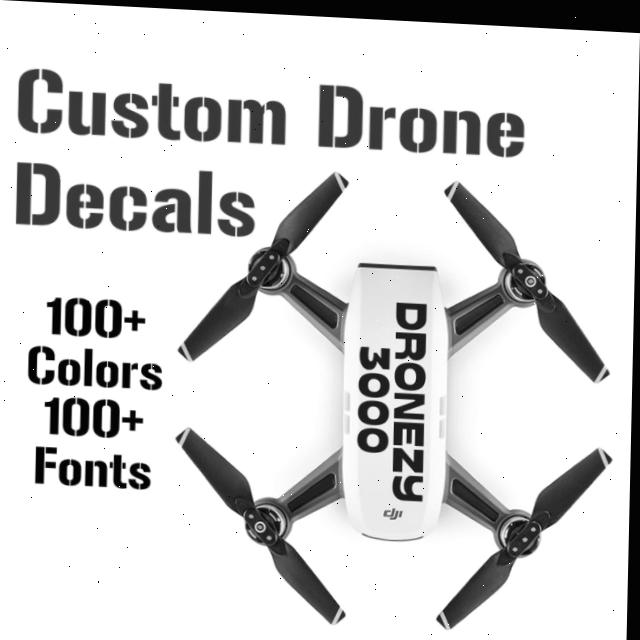 Custom Drone
Decals
100+
Colors
100+
Fonts
DRONEZY
3000
dji